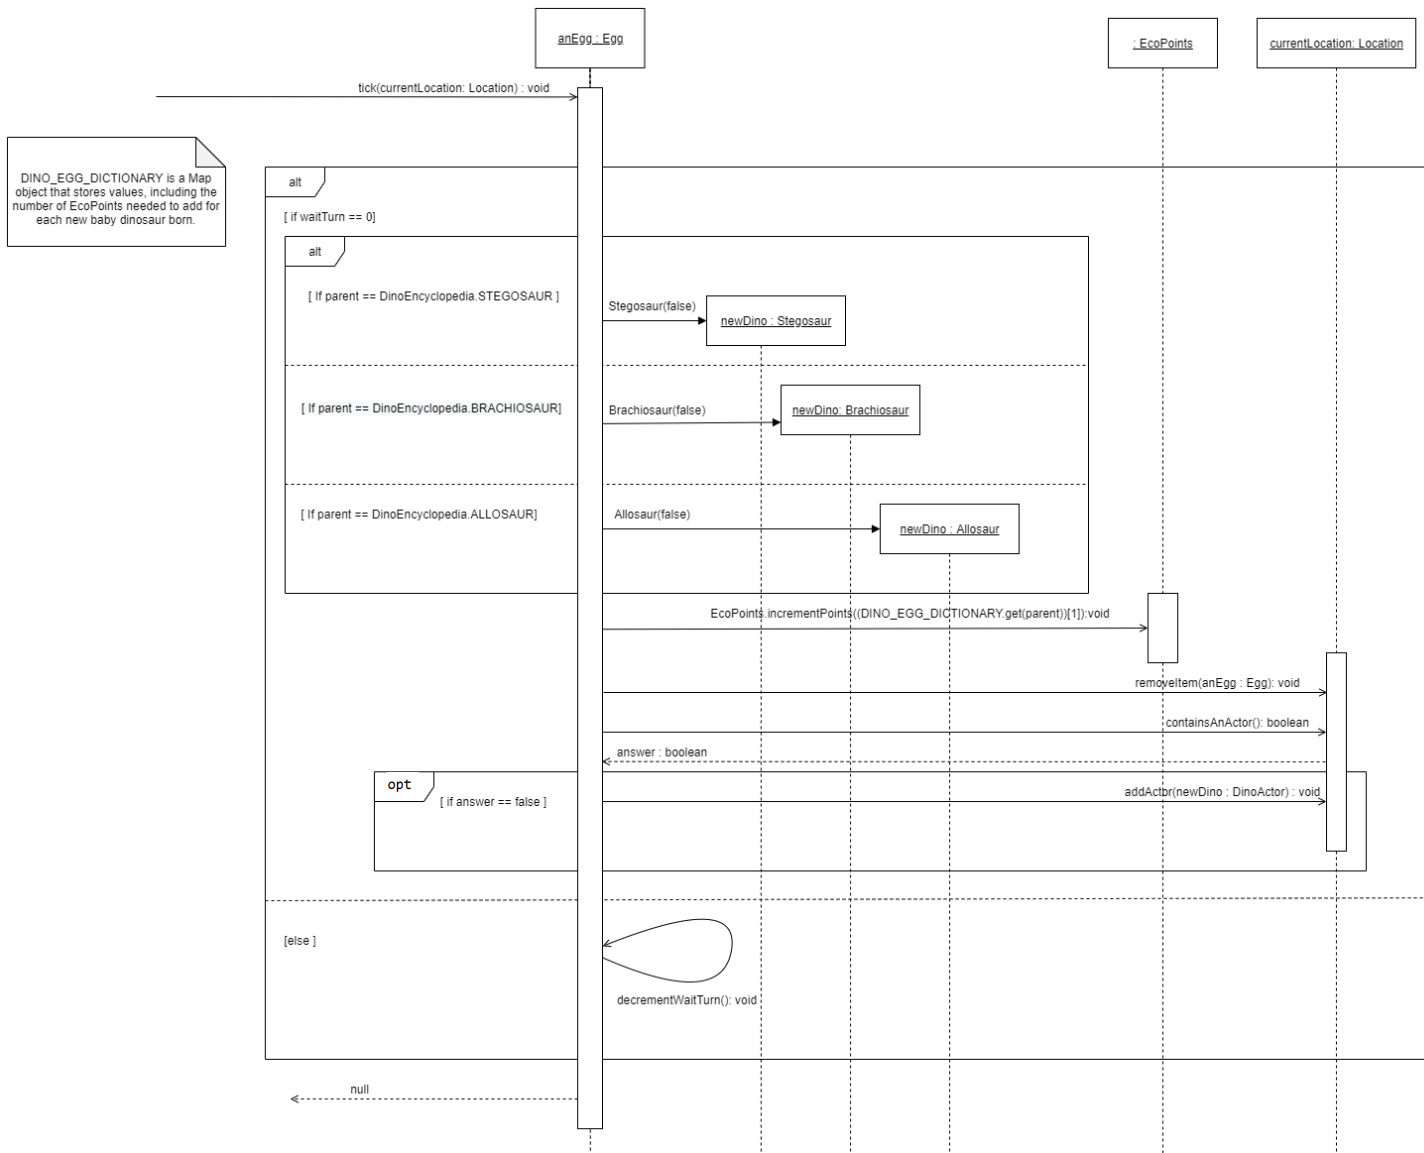 anEgg : Egg
: EcoPoints
currentLocation: Location
tick(currentLocation: Location) : void
DINO_EGG_DICTIONARY is a Map
object that stores values, including the
number of EcoPoints needed to add for
each new baby dinosaur born.
alt
[ if waitTurn == 0]
alt
[ If parent == DinoEncyclopedia.STEGOSAUR ]
Stegosaur(false)
newDino : Stegosaur
[ If parent == DinoEncyclopedia.BRACHIOSAUR]
Brachiosaur(false)
newDino: Brachiosaur
[ If parent == DinoEncyclopedia.ALLOSAUR]
Allosaur(false)
newDino : Allosaur
EcoPoints.incrementPoints((DINO_EGG_DICTIONARY.get(parent))[1]):void
removeItem(anEgg : Egg): void
containsAnActor(): boolean
answer : boolean
opt
[ if answer == false ]
addActor(newDino : DinoActor) : void
[else ]
decrementWaitTurn(): void
null